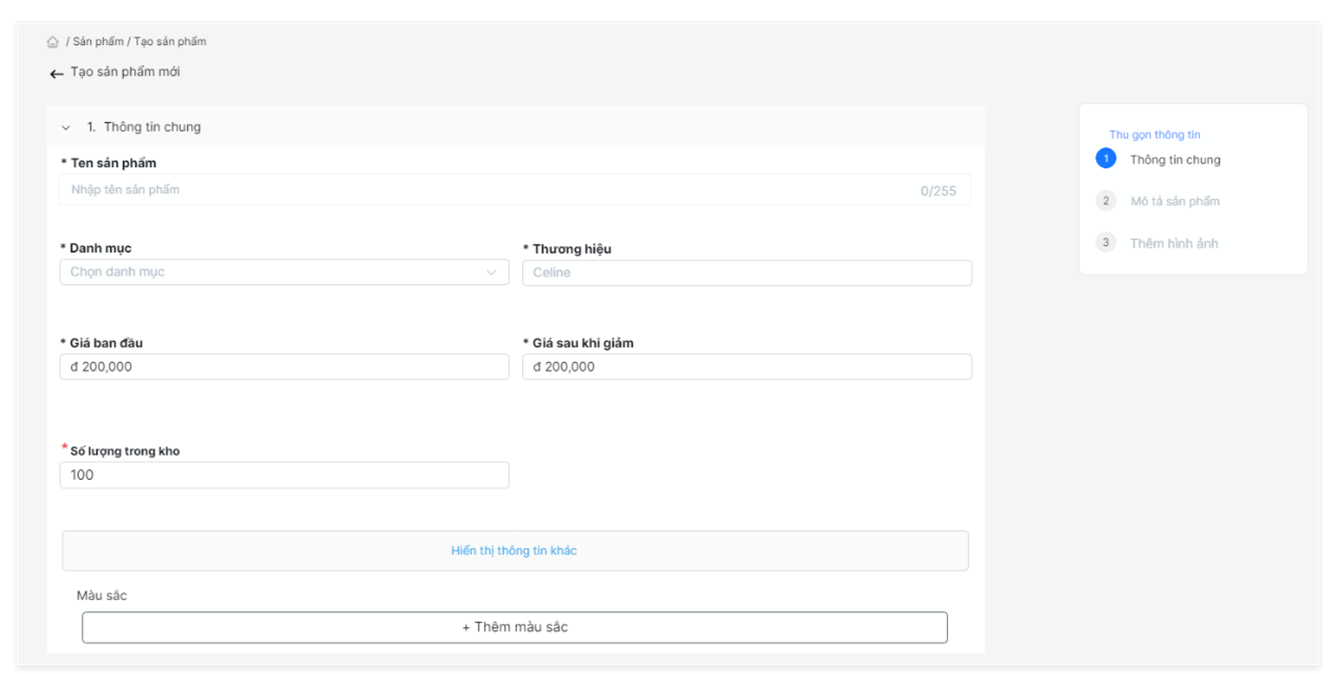 / Sản phẩm / Tạo sản phẩm
← Tạo sản phẩm mới
1. Thông tin chung
* Ten sản phẩm
Nhập tên sản phẩm 0/255
* Danh mục * Thương hiệu
Chọn danh mục Celine
* Giá ban đầu * Giá sau khi giảm
đ 200,000 đ 200,000
* Số lượng trong kho
100
Hiển thị thông tin khác
Màu sắc
+ Thêm màu sắc
Thu gọn thông tin
1 Thông tin chung
2 Mô tả sản phẩm
3 Thêm hình ảnh